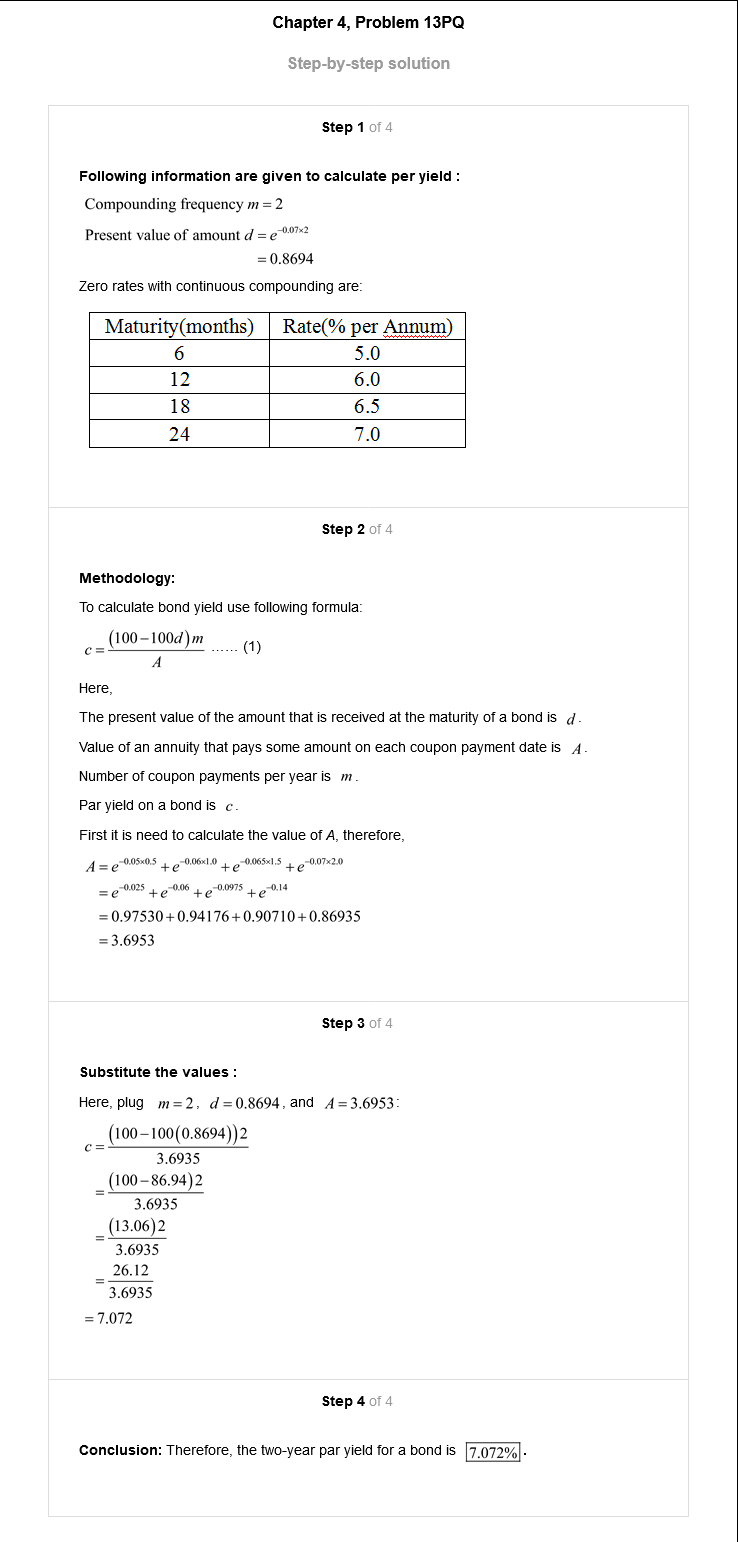 Chapter 4, Problem 13PQ
Step-by-step solution
Step 1 of 4
Following information are given to calculate per yield :
Compounding frequency m = 2
Present value of amount d = e^{-0.07×2}
= 0.8694
Zero rates with continuous compounding are:
Maturity(months) Rate(% per Annum)
6 5.0
12 6.0
18 6.5
24 7.0
Step 2 of 4
Methodology:
To calculate bond yield use following formula:
c = \frac{(100-100d)m}{A} ...... (1)
Here,
The present value of the amount that is received at the maturity of a bond is d.
Value of an annuity that pays some amount on each coupon payment date is A.
Number of coupon payments per year is m.
Par yield on a bond is c.
First it is need to calculate the value of A, therefore,
A = e^{-0.05×0.5} + e^{-0.06×1.0} + e^{-0.065×1.5} + e^{-0.07×2.0}
= e^{-0.025} + e^{-0.06} + e^{-0.0975} + e^{-0.14}
= 0.97530 + 0.94176 + 0.90710 + 0.86935
= 3.6953
Step 3 of 4
Substitute the values :
Here, plug m = 2, d = 0.8694, and A = 3.6953:
c = \frac{(100-100(0.8694))2}{3.6935}
= \frac{(100-86.94)2}{3.6935}
= \frac{(13.06)2}{3.6935}
= \frac{26.12}{3.6935}
= 7.072
Step 4 of 4
Conclusion: Therefore, the two-year par yield for a bond is 7.072%.